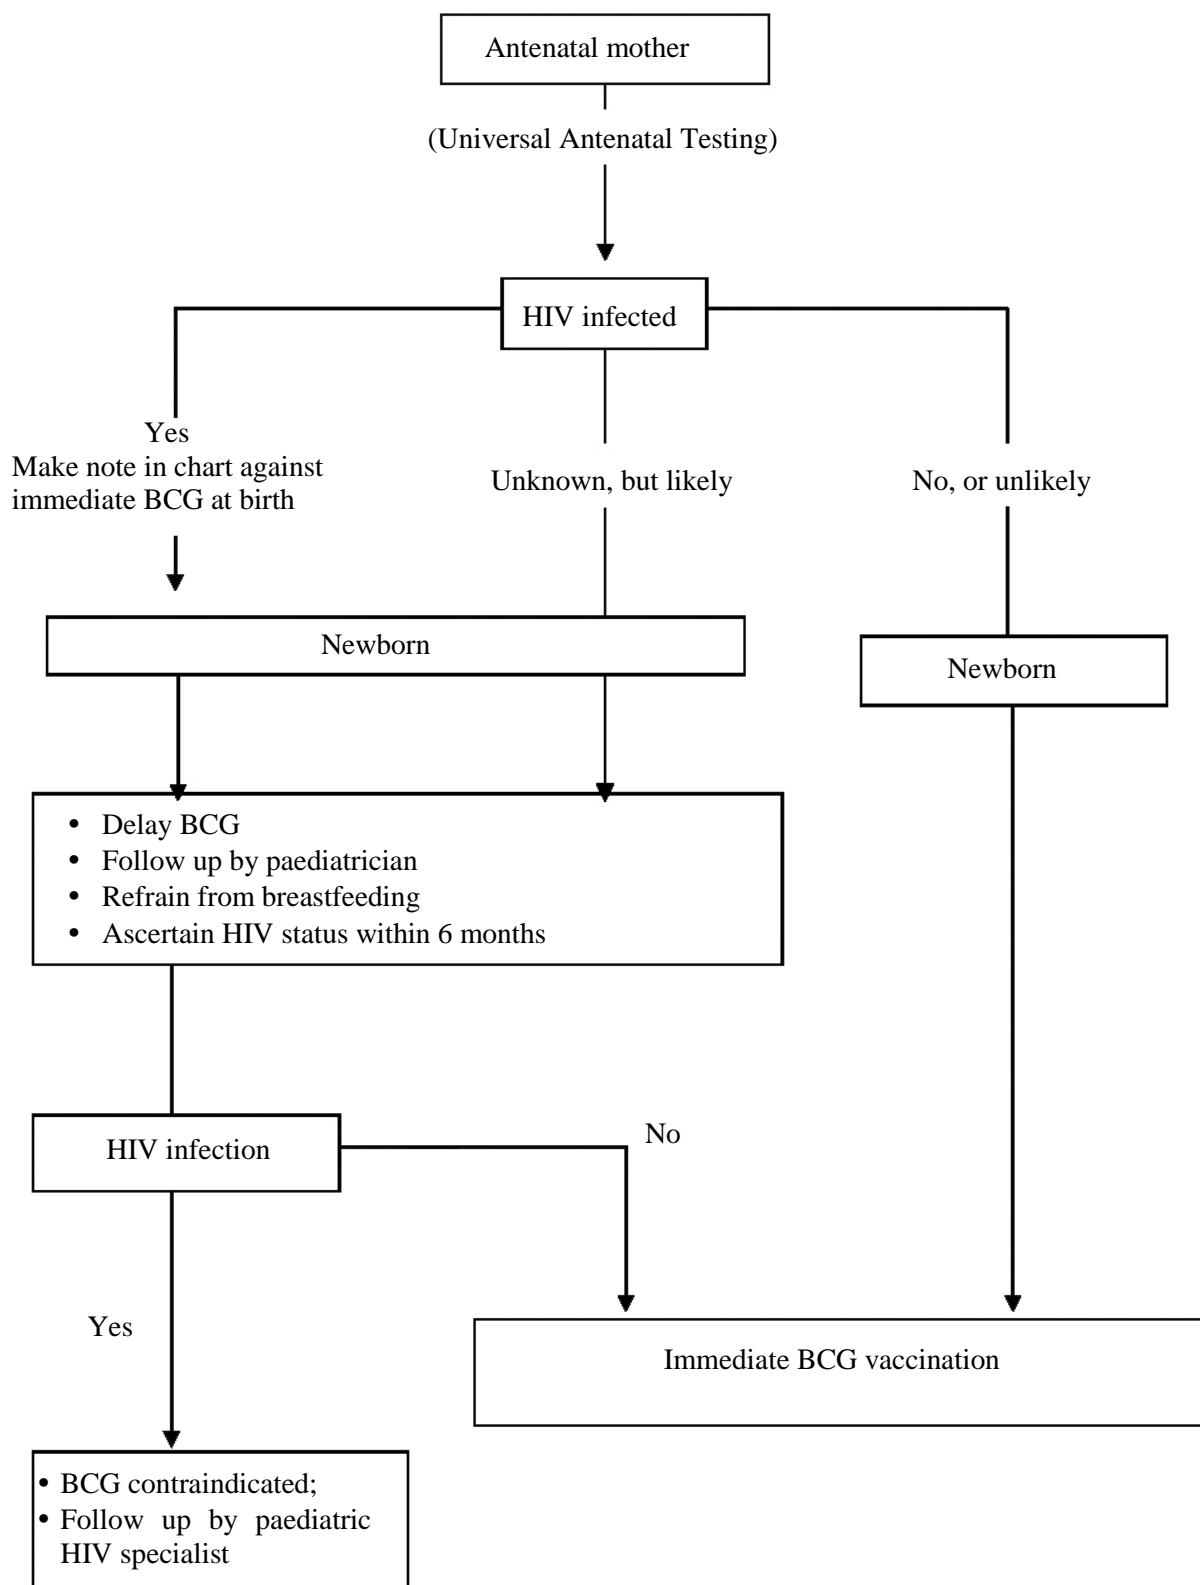 Antenatal mother
(Universal Antenatal Testing)
HIV infected
Yes
Make note in chart against
immediate BCG at birth
Unknown, but likely
No, or unlikely
Newborn
Newborn
• Delay BCG
• Follow up by paediatrician
• Refrain from breastfeeding
• Ascertain HIV status within 6 months
HIV infection
No
Yes
Immediate BCG vaccination
• BCG contraindicated;
• Follow up by paediatric
HIV specialist